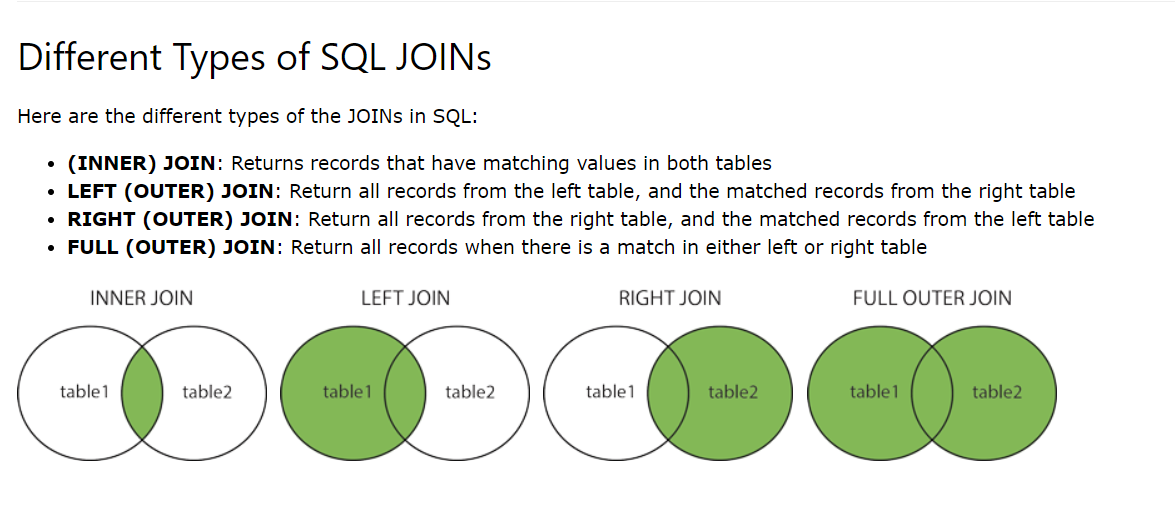 Different Types of SQL JOINs
Here are the different types of the JOINs in SQL:
• (INNER) JOIN: Returns records that have matching values in both tables
• LEFT (OUTER) JOIN: Return all records from the left table, and the matched records from the right table
• RIGHT (OUTER) JOIN: Return all records from the right table, and the matched records from the left table
• FULL (OUTER) JOIN: Return all records when there is a match in either left or right table
INNER JOIN
table1 table2
LEFT JOIN
table1 table2
RIGHT JOIN
table1 table2
FULL OUTER JOIN
table1 table2